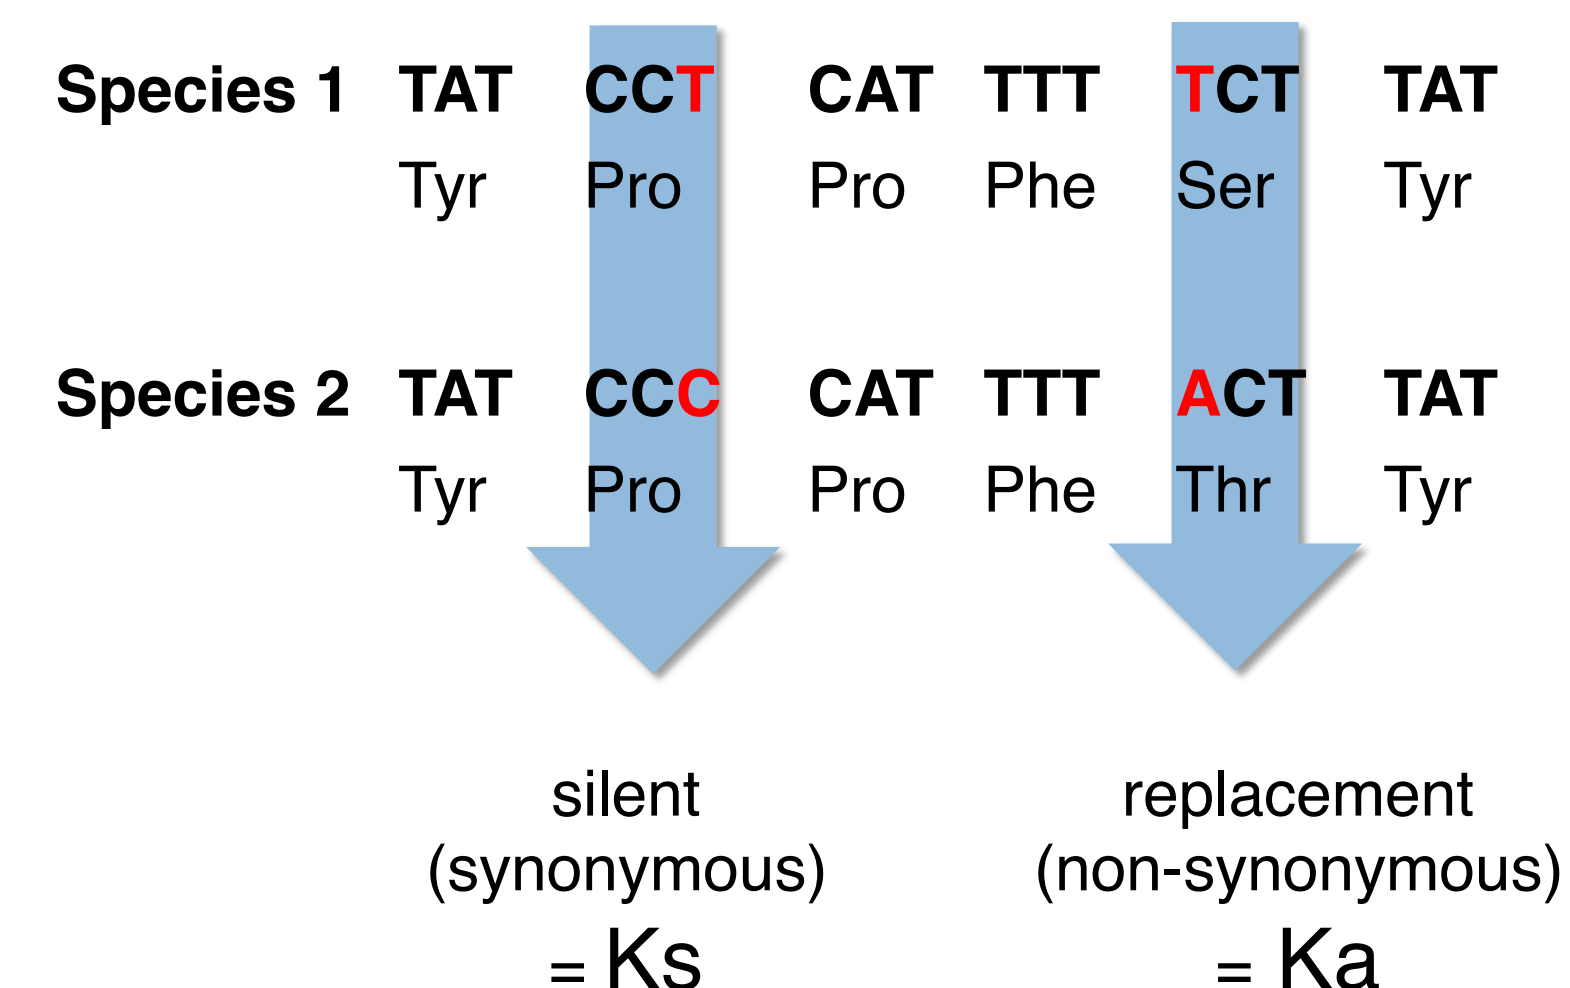 Species 1 TAT CCT CAT TTT TCT TAT
Tyr Pro Pro Phe Ser Tyr
Species 2 TAT CCC CAT TTT ACT TAT
Tyr Pro Pro Phe Thr Tyr
silent replacement
(synonymous) (non-synonymous)
= Ks = Ka